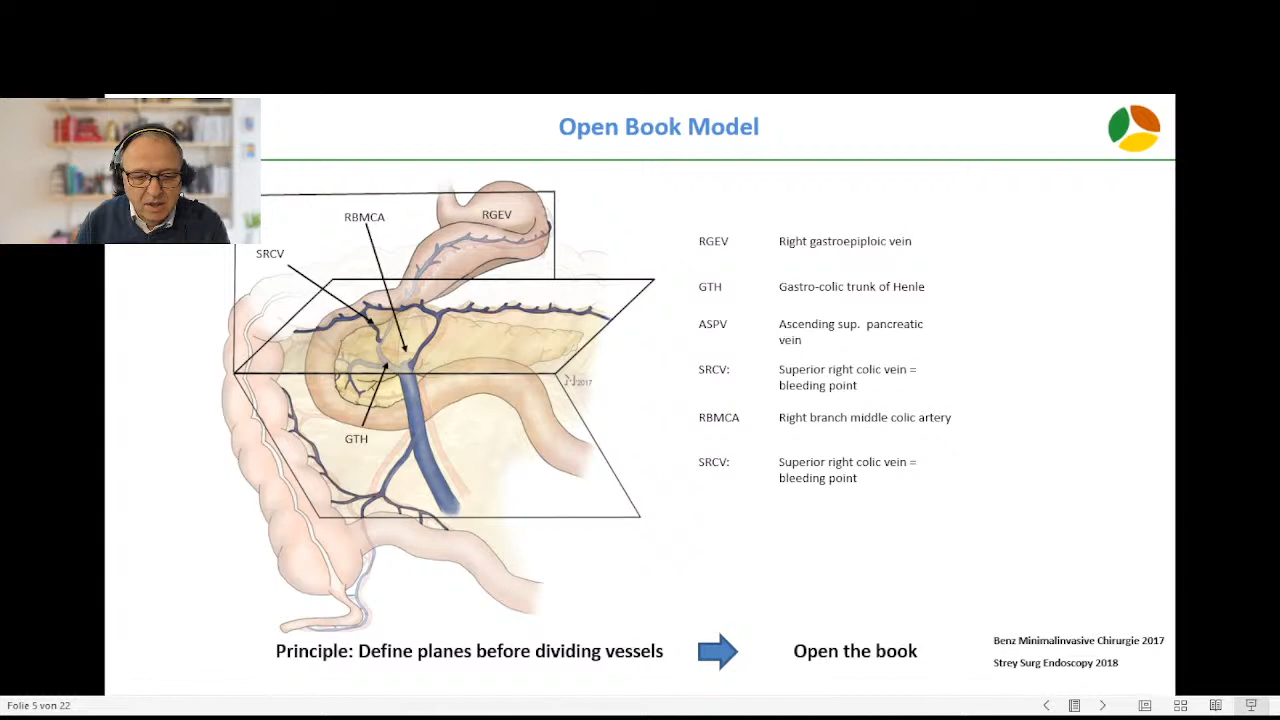 Open Book Model
RBMCA
RGEV
SRCV
GTH
2017
RGEV Right gastroepiploic vein
GTH Gastro-colic trunk of Henle
ASPV Ascending sup. pancreatic
vein
SRCV: Superior right colic vein =
bleeding point
RBMCA Right branch middle colic artery
SRCV: Superior right colic vein =
bleeding point
Principle: Define planes before dividing vessels
Open the book
Benz Minimalinvasive Chirurgie 2017
Strey Surg Endoscopy 2018
Folie 5 von 22